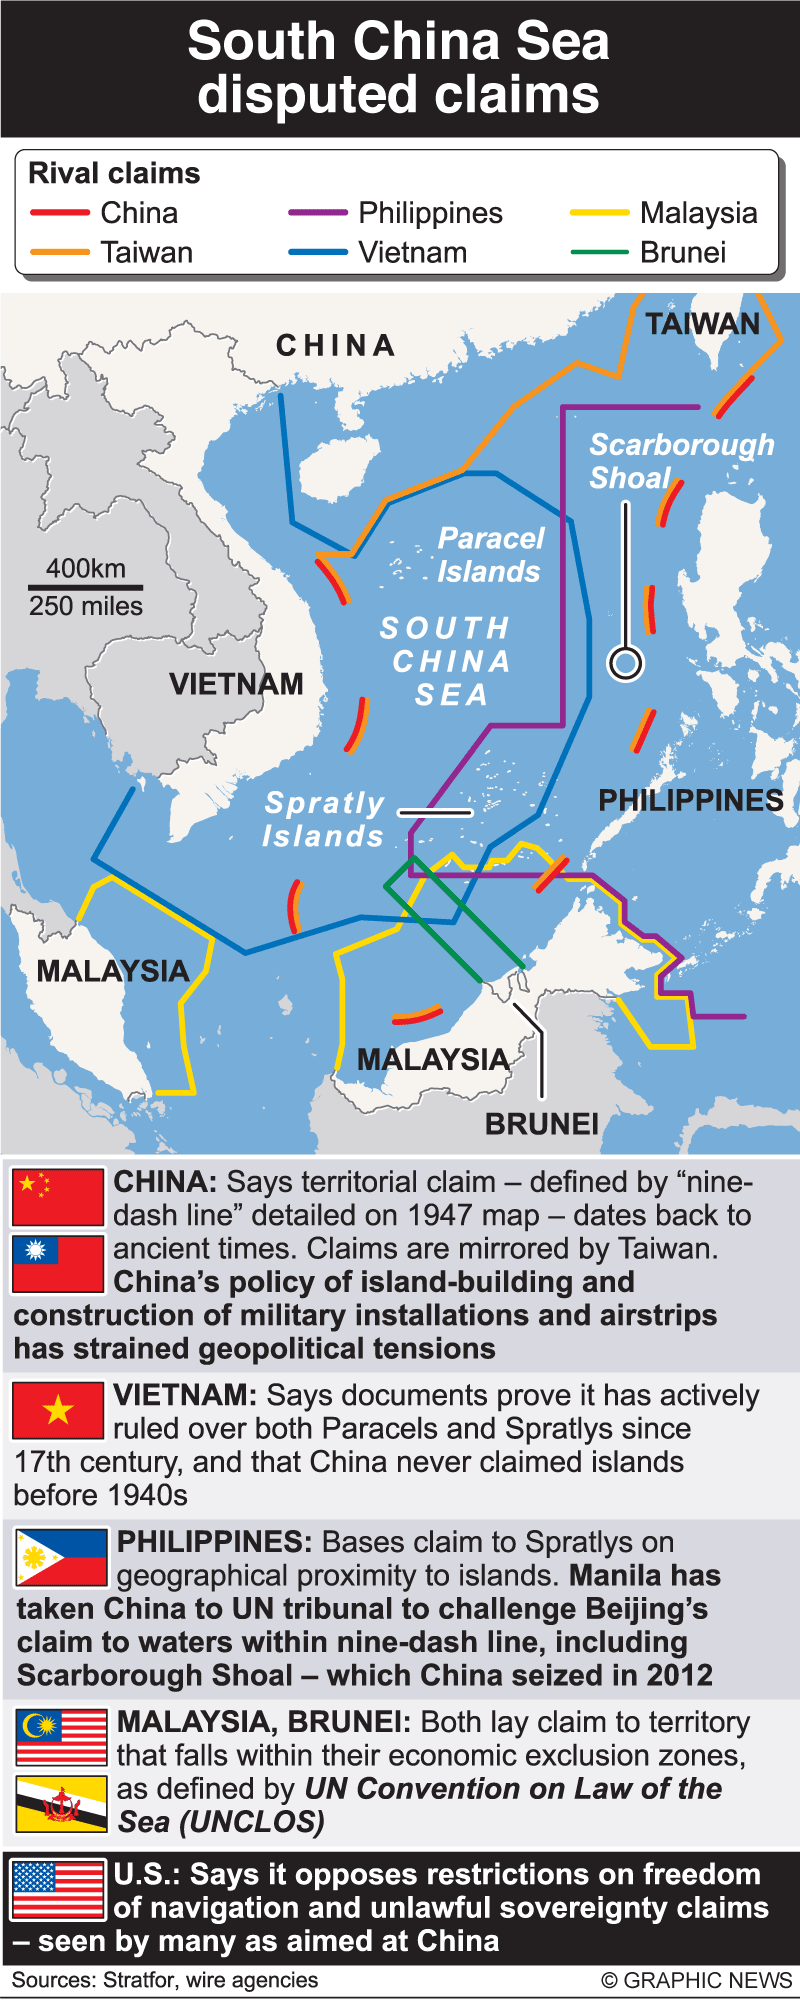 South China Sea
disputed claims
Rival claims
China
Philippines
Malaysia
Taiwan
Vietnam
Brunei
TAIWAN
CHINA
Scarborough
Shoal
Paracel
Islands
400km
250 miles
SOUTH
CHINA
SEA
VIETNAM
Spratly
Islands
PHILIPPINES
MALAYSIA
MALAYSIA
BRUNEI
CHINA: Says territorial claim – defined by “nine-
dash line” detailed on 1947 map – dates back to
ancient times. Claims are mirrored by Taiwan.
China’s policy of island-building and
construction of military installations and airstrips
has strained geopolitical tensions
VIETNAM: Says documents prove it has actively
ruled over both Paracels and Spratlys since
17th century, and that China never claimed islands
before 1940s
PHILIPPINES: Bases claim to Spratlys on
geographical proximity to islands. Manila has
taken China to UN tribunal to challenge Beijing’s
claim to waters within nine-dash line, including
Scarborough Shoal – which China seized in 2012
MALAYSIA, BRUNEI: Both lay claim to territory
that falls within their economic exclusion zones,
as defined by UN Convention on Law of the
Sea (UNCLOS)
U.S.: Says it opposes restrictions on freedom
of navigation and unlawful sovereignty claims
– seen by many as aimed at China
Sources: Stratfor, wire agencies
© GRAPHIC NEWS